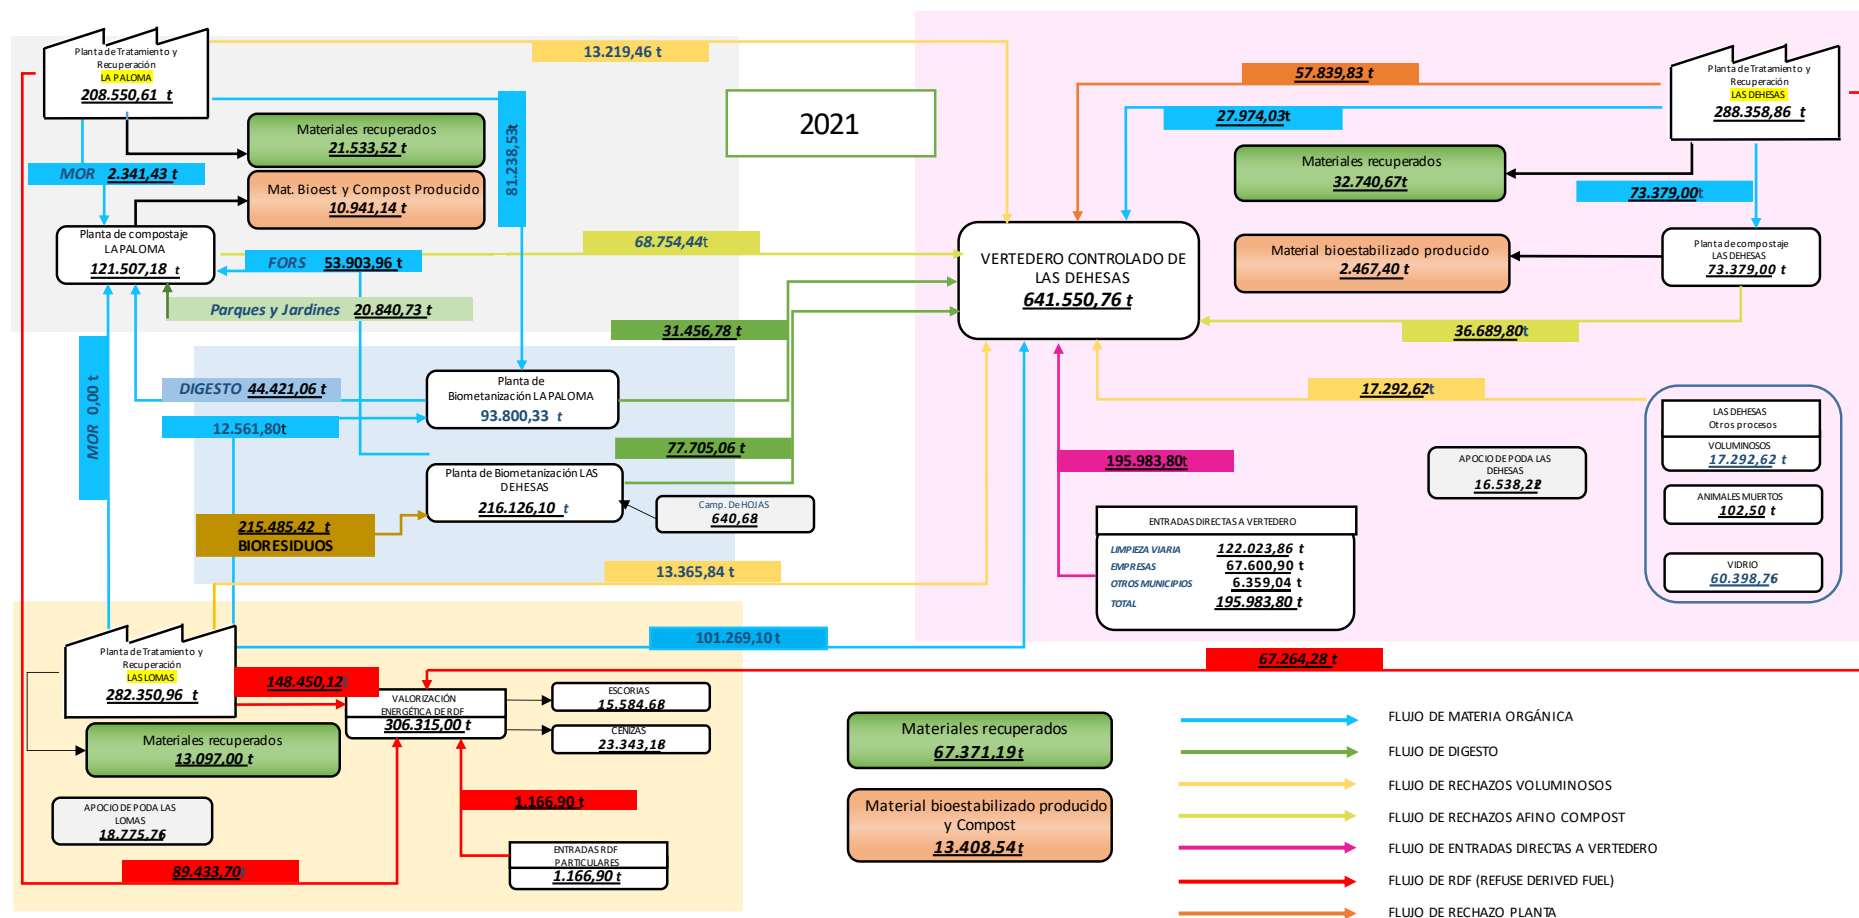 Planta de Tratamiento y
Recuperación
LA PALOMA
208.550,61 t
13.219,46 t
MOR 2.341,43 t
Materiales recuperados
21.533,52 t
Mat. Bioest y Compost Producido
10.941,14 t
81.238,53t
2021
Planta de compostaje
LA PALOMA
121.507,18 t
68.754,44t
FORS 53.903,96 t
Parques y Jardines 20.840,73 t
31.456,78 t
MOR 0,00 t
DIGESTO 44.421,06 t
12.561,80t
Planta de
Biometanización LA PALOMA
93.800,33 t
77.705,06 t
Planta de Biometanización LAS
DEHESAS
216.126,10 t
Camp. De HOJAS
640,68
215.485,42 t
BIORESIDUOS
13.365,84 t
57.839,83 t
27.974,03t
Planta de Tratamiento y
Recuperación
LAS DEHESAS
288.358,86 t
Materiales recuperados
32.740,67t
73.379,00t
VERTEDERO CONTROLADO DE
LAS DEHESAS
641.550,76 t
Material bioestabilizado producido
2.467,40 t
Planta de compostaje
LAS DEHESAS
73.379,00 t
36.689,80t
17.292,62t
LAS DEHESAS
Otros procesos
VOLUMINOSOS
17.292,62 t
ANIMALES MUERTOS
102,50 t
VIDRIO
60.398,76
195.983,80t
APOCIO DE PODA LAS
DEHESAS
16.538,22
ENTRADAS DIRECTAS A VERTEDERO
LIMPIEZA VIARIA 122.023,86 t
EMPRESAS 67.600,90 t
OTROS MUNICIPIOS 6.359,04 t
TOTAL 195.983,80 t
101.269,10 t
67.264,28 t
Planta de Tratamiento y
Recuperación
LAS LOMAS
282.350,96 t
148.450,12t
VALORIZACIÓN
ENERGÉTICA DE RDF
306.315,00 t
ESCORIAS
15.584,68
CENIZAS
23.343,18
Materiales recuperados
13.097,00 t
APOCIO DE PODA LAS
LOMAS
18.775,76
1.166,90 t
ENTRADAS RDF
PARTICULARES
1.166,90 t
89.433,70t
Materiales recuperados
67.371,19t
Material bioestabilizado producido
y Compost
13.408,54t
FLUJO DE MATERIA ORGÁNICA
FLUJO DE DIGESTO
FLUJO DE RECHAZOS VOLUMINOSOS
FLUJO DE RECHAZOS AFINO COMPOST
FLUJO DE ENTRADAS DIRECTAS A VERTEDERO
FLUJO DE RDF (REFUSE DERIVED FUEL)
FLUJO DE RECHAZO PLANTA